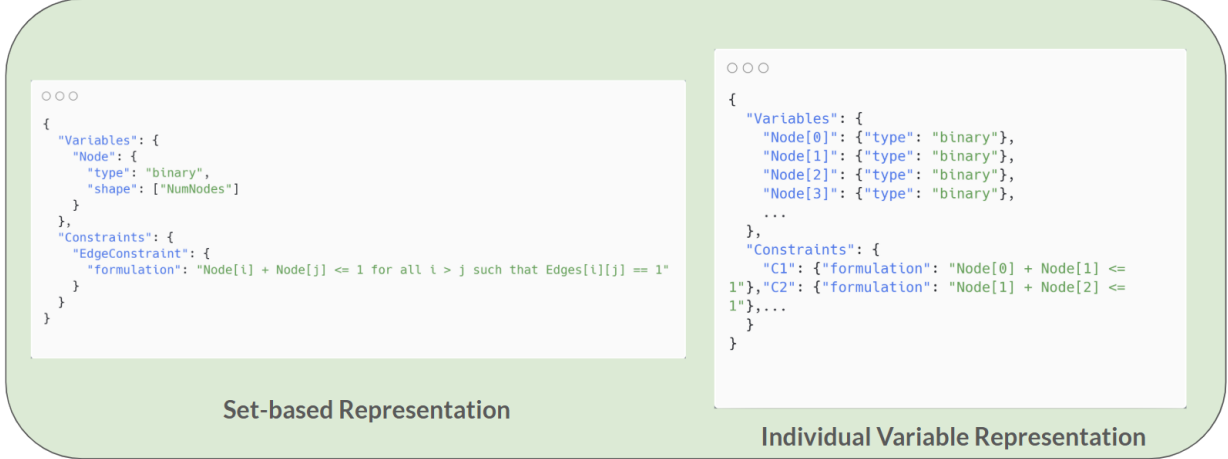 {
  "Variables": {
    "Node": {
      "type": "binary",
      "shape": ["NumNodes"]
    }
  },
  "Constraints": {
    "EdgeConstraint": {
      "formulation": "Node[i] + Node[j] <= 1 for all i > j such that Edges[i][j] == 1"
    }
  }
}
Set-based Representation
{
  "Variables": {
    "Node[0]": {"type": "binary"},
    "Node[1]": {"type": "binary"},
    "Node[2]": {"type": "binary"},
    "Node[3]": {"type": "binary"},
    ...
  },
  "Constraints": {
    "C1": {"formulation": "Node[0] + Node[1] <=
1"},"C2": {"formulation": "Node[1] + Node[2] <=
1"},...
  }
}
Individual Variable Representation